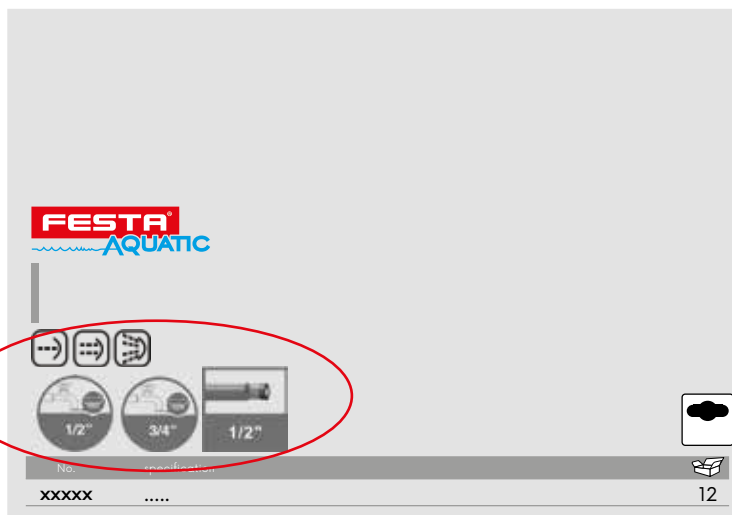 FESTA®
AQUATIC
1/2" 3/4" 1/2"
No. specification
xxxxx ..... 12